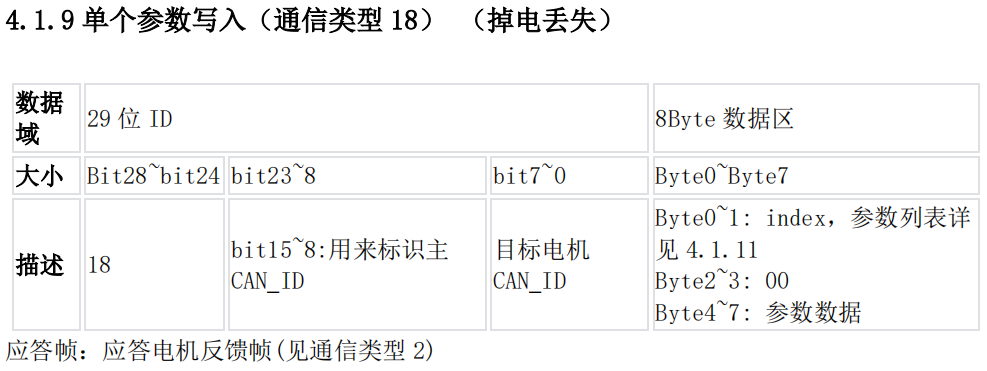 4.1.9 单个参数写入（通信类型 18） （掉电丢失）
数据域 29 位 ID 8Byte 数据区
大小 Bit28~bit24 bit23~8 bit7~0 Byte0~Byte7
描述 18 bit15~8:用来标识主 CAN_ID 目标电机 CAN_ID Byte0~1: index，参数列表详见 4.1.11
Byte2~3: 00
Byte4~7: 参数数据
应答帧：应答电机反馈帧(见通信类型 2)